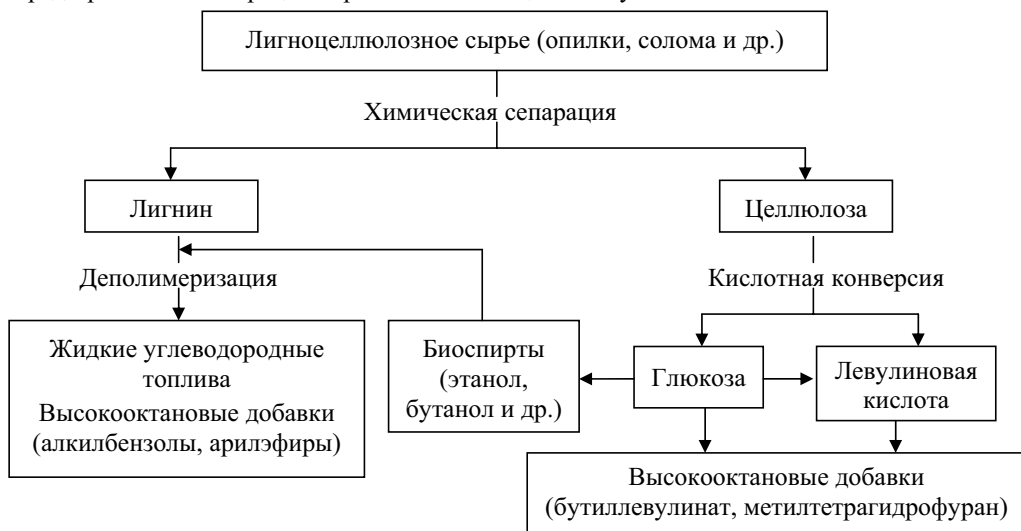 Лигноцеллюлозное сырье (опилки, солома и др.)
Химическая сепарация
Лигнин
Целлюлоза
Деполимеризация
Кислотная конверсия
Жидкие углеводородные
топлива
Высокооктановые добавки
(алкилбензолы, арилэфиры)
Биоспирты
(этанол,
бутанол и др.)
Глюкоза
Левулиновая
кислота
Высокооктановые добавки
(бутиллевулинат, метилтетрагидрофуран)